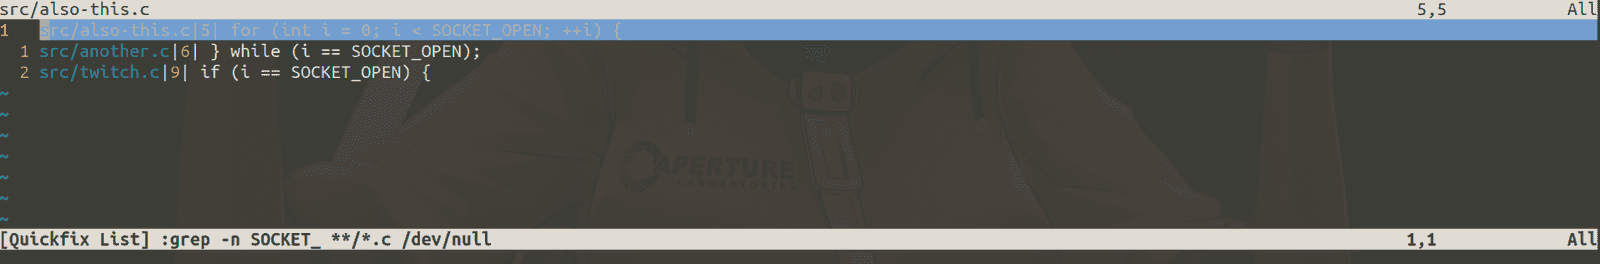 src/also-this.c 5,5 All
1 src/also-this.c|5| for (int i = 0; i < SOCKET_OPEN; ++i) {
1 src/another.c|6| } while (i == SOCKET_OPEN);
2 src/twitch.c|9| if (i == SOCKET_OPEN) {
~
~
~
~
APERTURE
~
LABORATORIES
~
~
[Quickfix List] :grep -n SOCKET_ **/*.c /dev/null 1,1 All